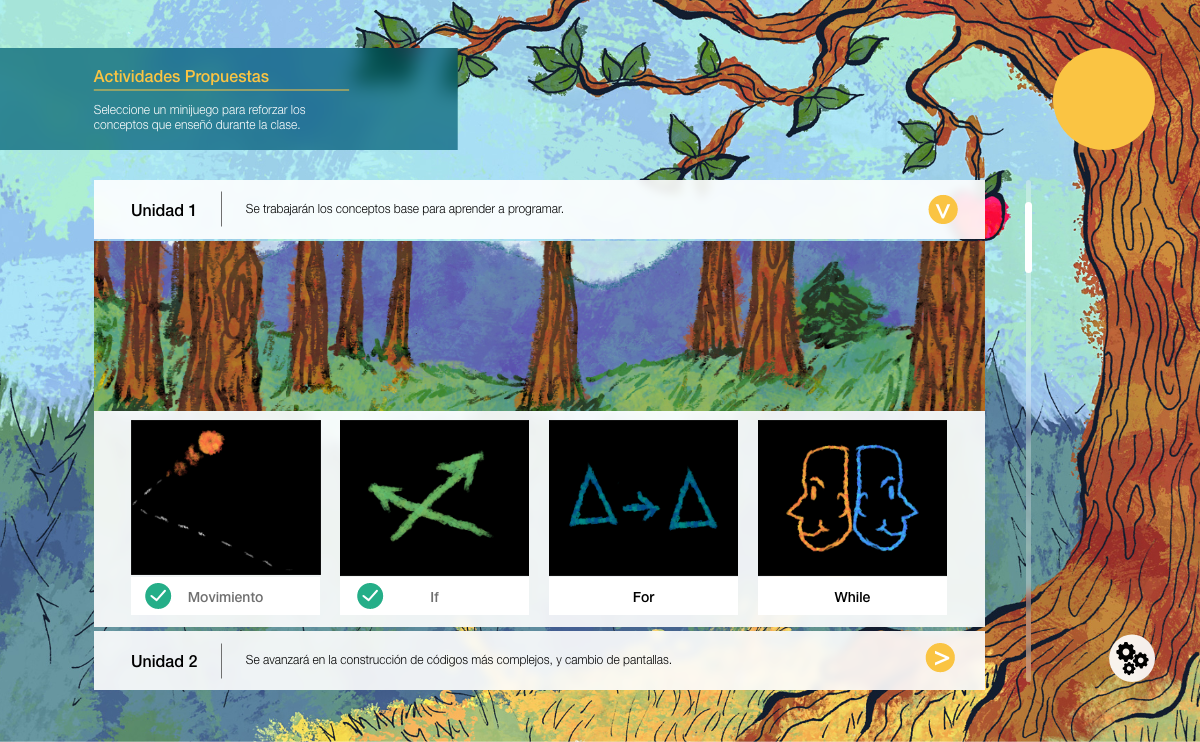 Actividades Propuestas
Seleccione un minijuego para reforzar los
conceptos que enseñó durante la clase.
Unidad 1
Se trabajarán los conceptos base para aprender a programar.
Movimiento
If
For
While
Unidad 2
Se avanzará en la construcción de códigos más complejos, y cambio de pantallas.